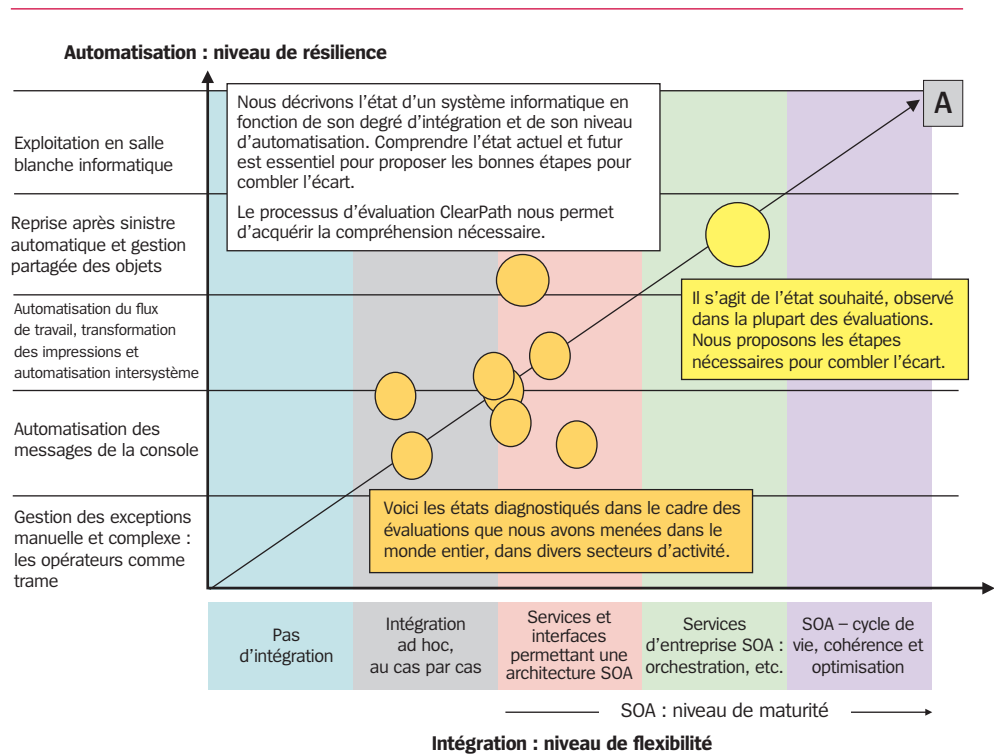 Automatisation : niveau de résilience
Nous décrivons l'état d'un système informatique en
fonction de son degré d'intégration et de son niveau
d'automatisation. Comprendre l'état actuel et futur
est essentiel pour proposer les bonnes étapes pour
combler l'écart.
Le processus d'évaluation ClearPath nous permet
d'acquérir la compréhension nécessaire.
A
Exploitation en salle
blanche informatique
Reprise après sinistre
automatique et gestion
partagée des objets
Automatisation du flux
de travail, transformation
des impressions et
automatisation intersystème
Automatisation des
messages de la console
Gestion des exceptions
manuelle et complexe :
les opérateurs comme
trame
Il s'agit de l'état souhaité, observé
dans la plupart des évaluations.
Nous proposons les étapes
nécessaires pour combler l'écart.
Voici les états diagnostiqués dans le cadre des
évaluations que nous avons menées dans le
monde entier, dans divers secteurs d'activité.
Pas
d'intégration
Intégration
ad hoc,
au cas par cas
Services et
interfaces
permettant une
architecture SOA
Services
d'entreprise SOA :
orchestration, etc.
SOA – cycle de
vie, cohérence et
optimisation
SOA : niveau de maturité
Intégration : niveau de flexibilité